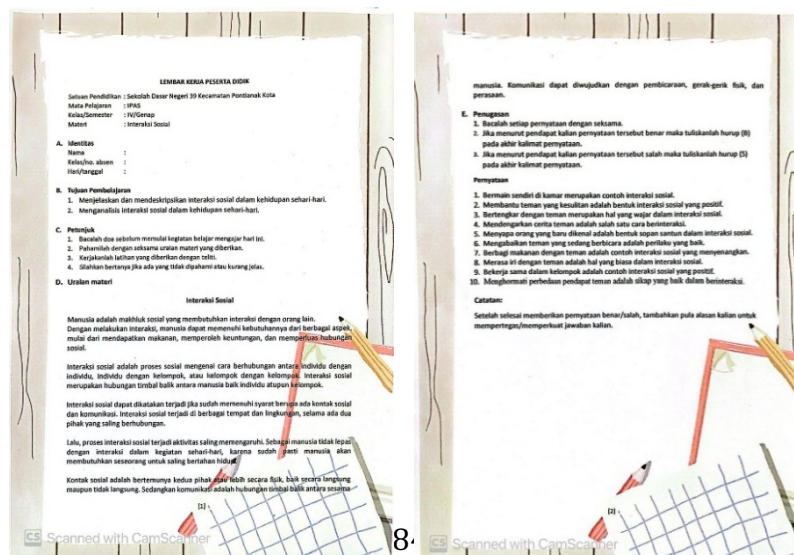 LEMBAR KERJA PESERTA DIDIK
Satuan Pendidikan : Sekolah Dasar Negeri 39 Kecamatan Pontianak Kota
Mata Pelajaran : IPAS
Kelas/Semester : IV/Genap
Materi : Interaksi Sosial
A. Identitas
Nama :
Kelas/no. absen :
Hari/tanggal :
B. Tujuan Pembelajaran
1. Menjelaskan dan mendeskripsikan interaksi sosial dalam kehidupan sehari-hari.
2. Menganalisis interaksi sosial dalam kehidupan sehari-hari.
C. Petunjuk
1. Bacalah doa sebelum memulai kegiatan belajar mengajar hari ini.
2. Pahamilah dengan seksama uraian materi yang diberikan.
3. Kerjakanlah latihan yang diberikan dengan teliti.
4. Silahkan bertanya jika ada yang tidak dipahami atau kurang jelas.
D. Uraian materi
Interaksi Sosial
Manusia adalah makhluk sosial yang membutuhkan interaksi dengan orang lain.
Dengan melakukan interaksi, manusia dapat memenuhi kebutuhannya dari berbagai aspek,
mulai dari mendapatkan makanan, memperoleh keuntungan, dan memperluas hubungan
sosial.
Interaksi sosial adalah proses sosial mengenai cara berhubungan antara individu dengan
individu, individu dengan kelompok, atau kelompok dengan kelompok. Interaksi sosial
merupakan hubungan timbal balik antara manusia baik individu atupun kelompok.
Interaksi sosial dapat dikatakan terjadi jika sudah memenuhi syarat berupa ada kontak sosial
dan komunikasi. Interaksi sosial terjadi di berbagai tempat dan lingkungan, selama ada dua
pihak yang saling berhubungan.
Lalu, proses interaksi sosial terjadi aktivitas saling memengaruhi. Sebagai manusia tidak lepas
dengan interaksi dalam kegiatan sehari-hari, karena sudah pasti manusia akan
membutuhkan seseorang untuk saling bertahan hidup.
Kontak sosial adalah bertemunya kedua pihak atau lebih secara fisik, baik secara langsung
maupun tidak langsung. Sedangkan komunikasi adalah hubungan timbal balik antara sesama
[1]
CS Scanned with CamScanner
84
manusia. Komunikasi dapat diwujudkan dengan pembicaraan, gerak-gerik fisik, dan
perasaan.
E. Penugasan
1. Bacalah setiap pernyataan dengan seksama.
2. Jika menurut pendapat kalian pernyataan tersebut benar maka tuliskanlah hurup (B)
pada akhir kalimat pernyataan.
3. Jika menurut pendapat kalian pernyataan tersebut salah maka tuliskanlah hurup (S)
pada akhir kalimat pernyataan.
Pernyataan
1. Bermain sendiri di kamar merupakan contoh interaksi sosial.
2. Membantu teman yang kesulitan adalah bentuk interaksi sosial yang positif.
3. Bertengkar dengan teman merupakan hal yang wajar dalam interaksi sosial.
4. Mendengarkan cerita teman adalah salah satu cara berinteraksi.
5. Menyapa orang yang baru dikenal adalah bentuk sopan santun dalam interaksi sosial.
6. Mengabaikan teman yang sedang berbicara adalah perilaku yang baik.
7. Berbagi makanan dengan teman adalah contoh interaksi sosial yang menyenangkan.
8. Merasa iri dengan teman adalah hal yang biasa dalam interaksi sosial.
9. Bekerja sama dalam kelompok adalah contoh interaksi sosial yang positif.
10. Menghormati perbedaan pendapat teman adalah sikap yang baik dalam berinteraksi.
Catatan:
Setelah selesai memberikan pernyataan benar/salah, tambahkan pula alasan kalian untuk
mempertegas/memperkuat jawaban kalian.
[2]
CS Scanned with CamScanner